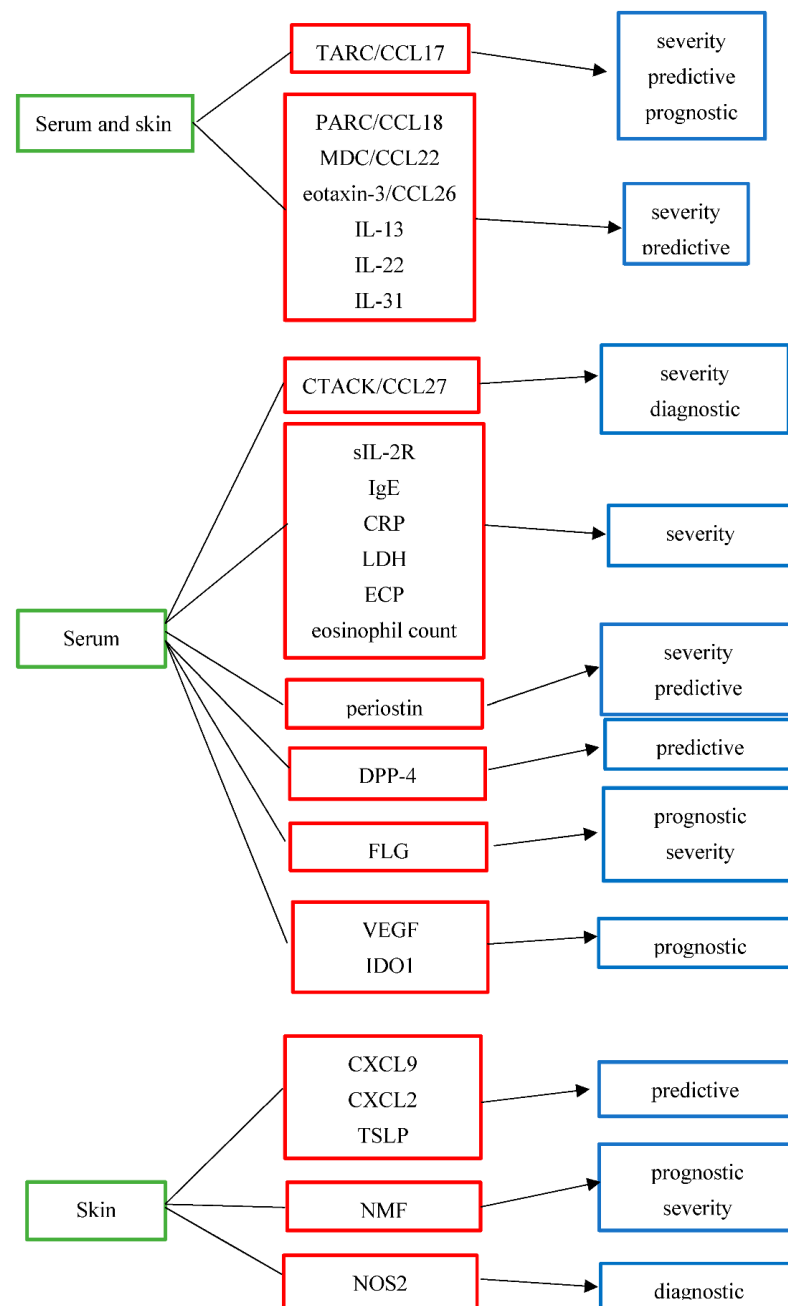 TARC/CCL17
severity
predictive
prognostic
Serum and skin
PARC/CCL18
MDC/CCL22
eotaxin-3/CCL26
IL-13
IL-22
IL-31
severity
predictive
CTACK/CCL27
severity
diagnostic
sIL-2R
IgE
CRP
LDH
ECP
eosinophil count
severity
Serum
periostin
severity
predictive
DPP-4
predictive
FLG
prognostic
severity
VEGF
IDO1
prognostic
CXCL9
CXCL2
TSLP
predictive
Skin
NMF
prognostic
severity
NOS2
diagnostic